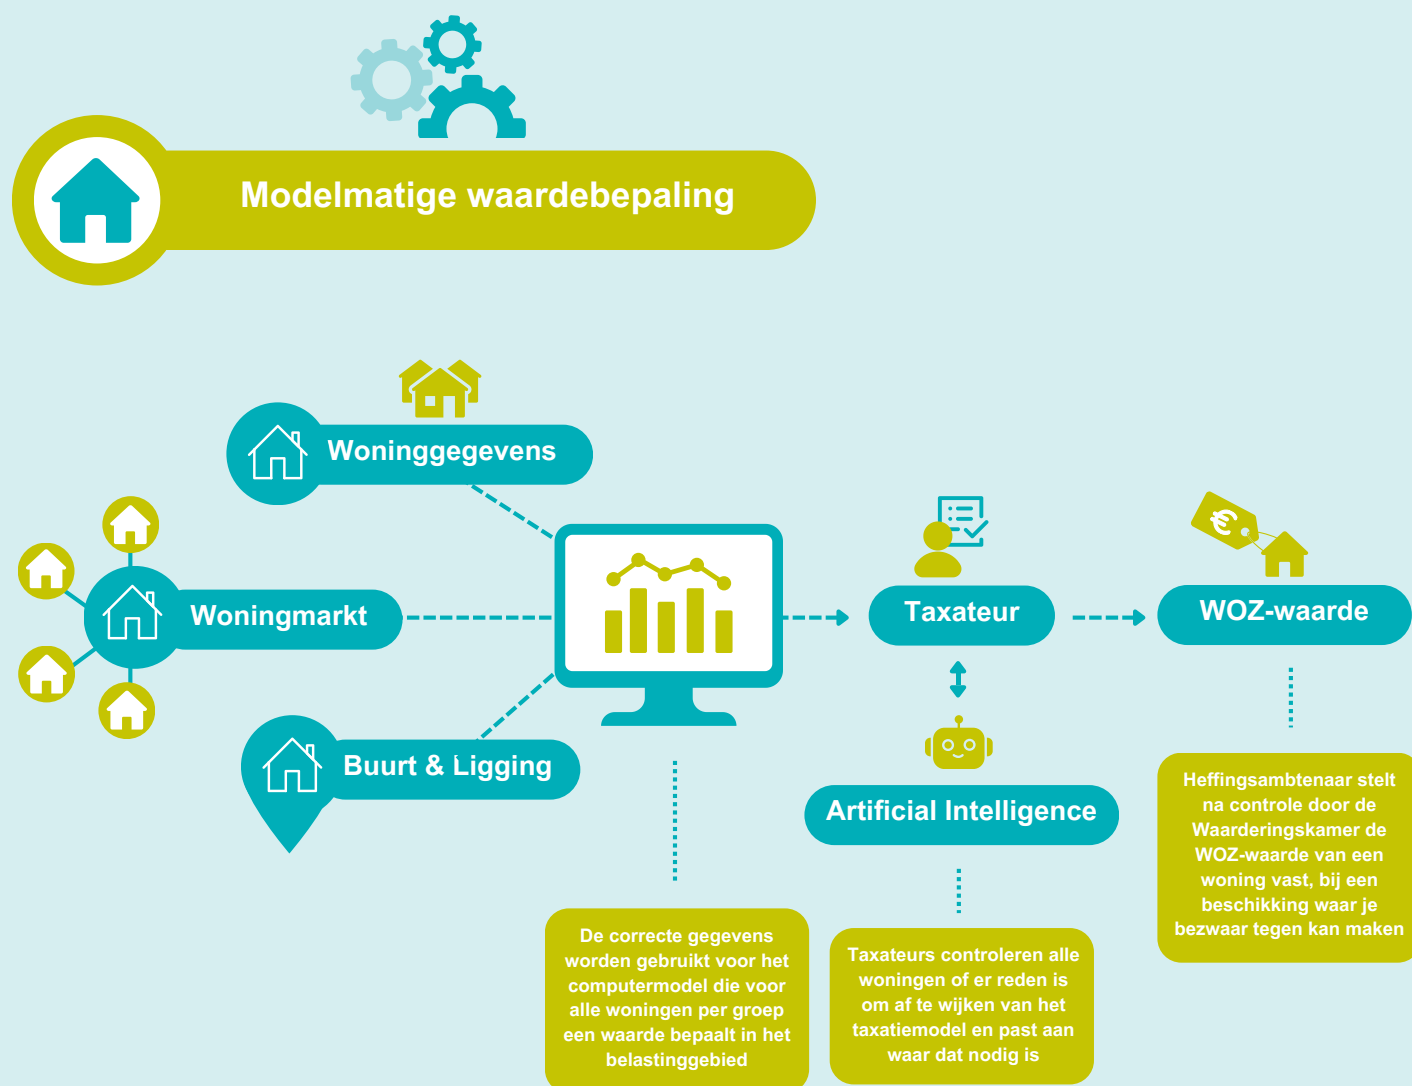 Modelmatige waardebepaling
Woninggegevens
Woningmarkt
Buurt & Ligging
Taxateur
€
WOZ-waarde
Artificial Intelligence
De correcte gegevens
worden gebruikt voor het
computermodel die voor
alle woningen per groep
een waarde bepaalt in het
belastinggebied
Taxateurs controleren alle
woningen of er reden is
om af te wijken van het
taxatiemodel en past aan
waar dat nodig is
Heffingsambtenaar stelt
na controle door de
Waarderingskamer de
WOZ-waarde van een
woning vast, bij een
beschikking waar je
bezwaar tegen kan maken